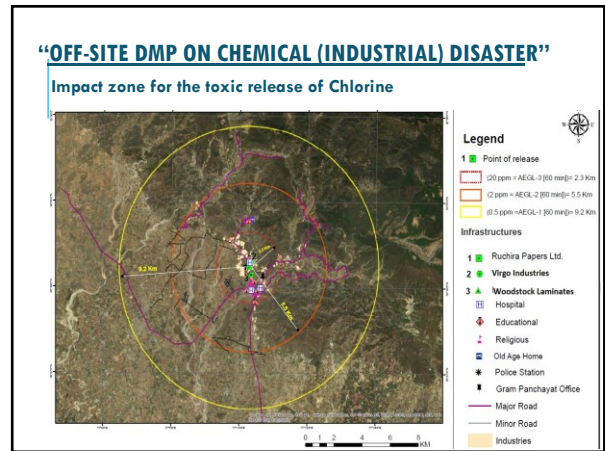 “OFF-SITE DMP ON CHEMICAL (INDUSTRIAL) DISASTER”
Impact zone for the toxic release of Chlorine
Legend
1 Point of release
(20 ppm = AEGL-3 [60 min])= 2.3 Km
(2 ppm = AEGL-2 [60 min])= 5.5 Km
(0.5 ppm =AEGL-1 [60 min])= 9.2 Km
Infrastructures
1 Ruchira Papers Ltd.
2 Virgo Industries
3 Woodstock Laminates
H Hospital
Educational
Religious
Old Age Home
Police Station
Gram Panchayat Office
Major Road
Minor Road
Industries
9.2 Km
5.5 Km
0 1 2 4 6 8
KM